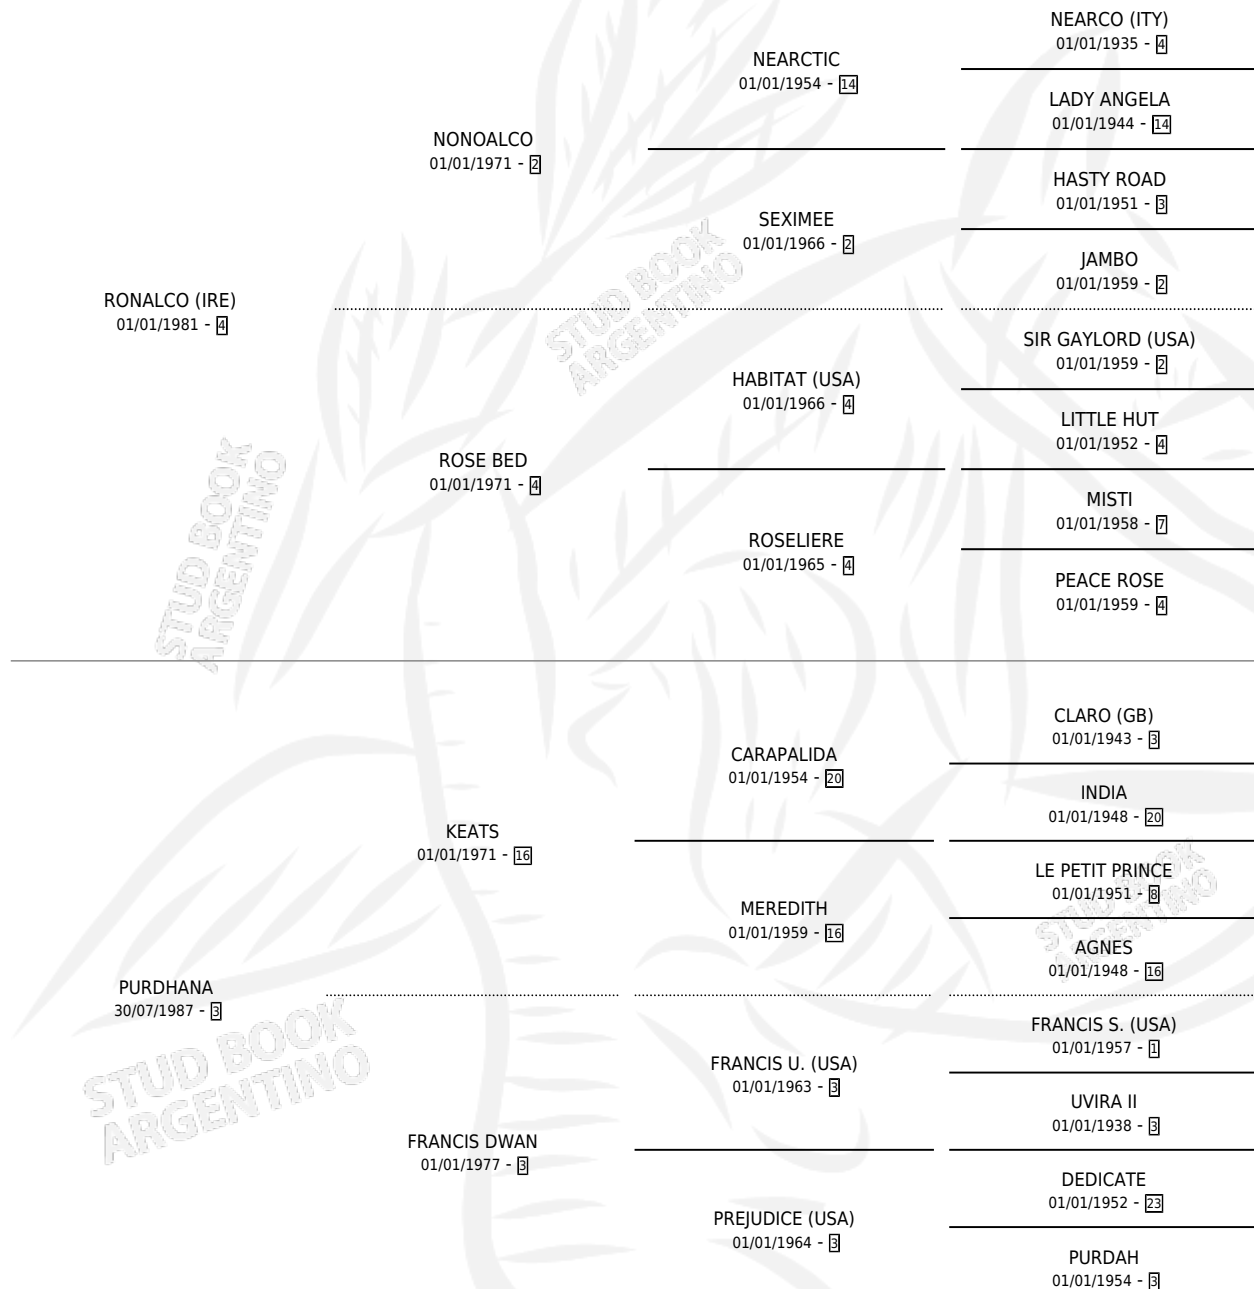 NEARCO (ITY)
01/01/1935 - 4
NEARCTIC
01/01/1954 - 14
LADY ANGELA
01/01/1944 - 14
NONOALCO
01/01/1971 - 2
HASTY ROAD
01/01/1951 - 3
SEXIMEE
01/01/1966 - 2
JAMBO
01/01/1959 - 2
RONALCO (IRE)
01/01/1981 - 4
STUD BOOK
ARGENTINO
SIR GAYLORD (USA)
01/01/1959 - 2
HABITAT (USA)
01/01/1966 - 4
LITTLE HUT
01/01/1952 - 4
ROSE BED
01/01/1971 - 4
MISTI
01/01/1958 - 7
ROSELIERE
01/01/1965 - 4
PEACE ROSE
01/01/1959 - 4
STUD BOOK
ARGENTINO
CLARO (GB)
01/01/1943 - 3
CARAPALIDA
01/01/1954 - 20
INDIA
01/01/1948 - 20
KEATS
01/01/1971 - 16
LE PETIT PRINCE
01/01/1951 - 8
MEREDITH
01/01/1959 - 16
STUD BOOK
ARGENTINO
AGNES
01/01/1948 - 16
PURDHANA
30/07/1987 - 3
STUD BOOK
ARGENTINO
FRANCIS S. (USA)
01/01/1957 - 1
FRANCIS U. (USA)
01/01/1963 - 3
UVIRA II
01/01/1938 - 3
FRANCIS DWAN
01/01/1977 - 3
DEDICATE
01/01/1952 - 23
PREJUDICE (USA)
01/01/1964 - 3
PURDAH
01/01/1954 - 3